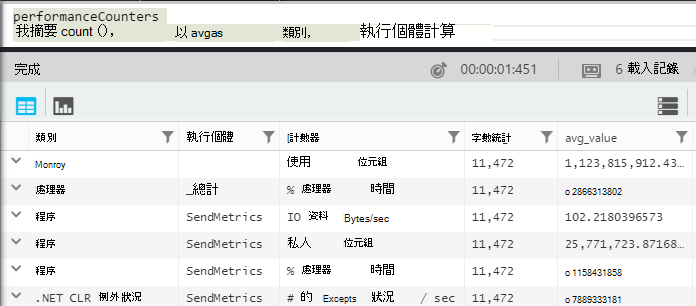 performanceCounters
我摘要 count (), 以 avgas 類別, 執行個體計算
完成 00:00:01:451 6 載入記錄
類別 執行個體 計數器 字數統計 avg_value
Monroy 使用 位元組 11,472 1,123,815,912.43...
處理器 _總計 % 處理器 時間 11,472 o 2866313802
程序 SendMetrics IO 資料 Bytes/sec 11,472 102.2180396573
程序 SendMetrics 私人 位元組 11,472 25,771,723.87168...
程序 SendMetrics % 處理器 時間 11,472 o 1158431858
.NET CLR 例外狀況 SendMetrics # 的 Excepts 狀況 / sec 11,472 o 7889333181